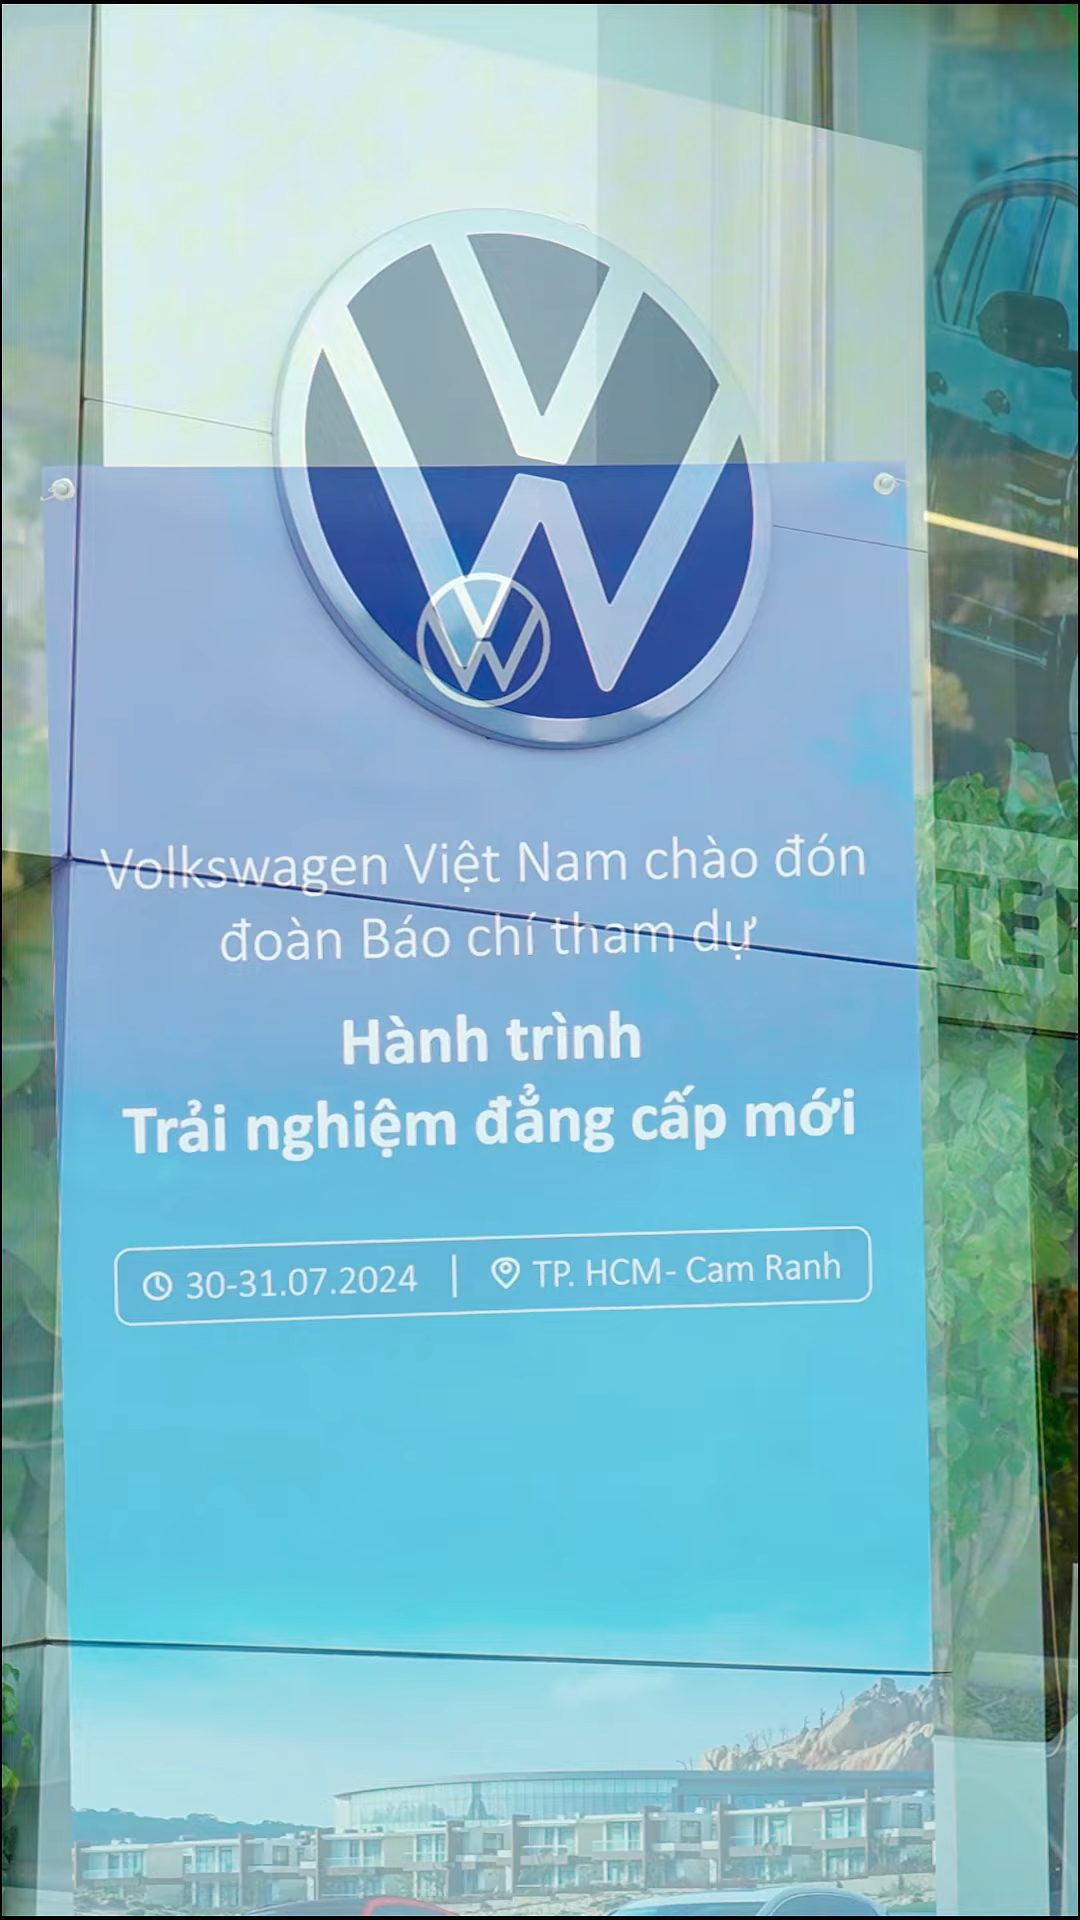 Volkswagen Việt Nam chào đón
đoàn Báo chí tham dự
Hành trình
Trải nghiệm đẳng cấp mới
30-31.07.2024 | TP. HCM - Cam Ranh